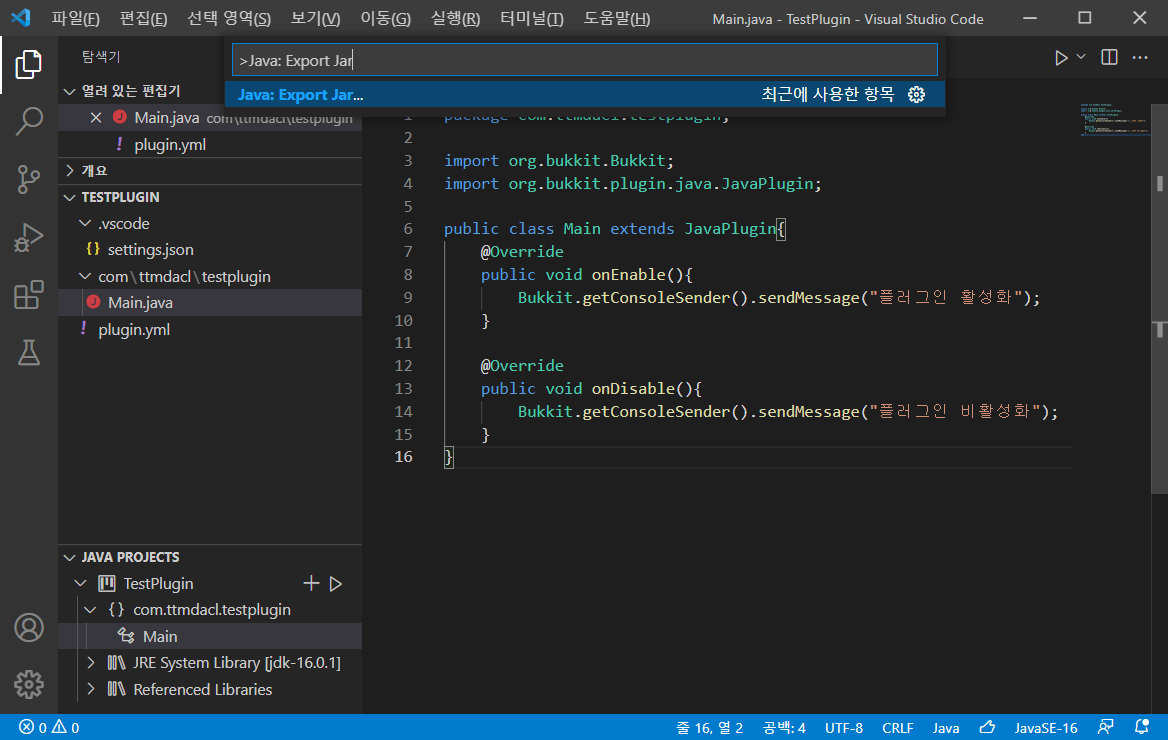 파일(F) 편집(E) 선택 영역(S) 보기(V) 이동(G) 실행(R) 터미널(T) 도움말(H) Main.java - TestPlugin - Visual Studio Code
탐색기
열려 있는 편집기
Main.java com\ttmdacl\testplugin
plugin.yml
개요
TESTPLUGIN
.vscode
settings.json
com\ttmdacl\testplugin
Main.java
plugin.yml
JAVA PROJECTS
TestPlugin
com.ttmdacl.testplugin
Main
JRE System Library [jdk-16.0.1]
Referenced Libraries
>Java: Export Jar
Java: Export Jar... 최근에 사용한 항목
1 package com.ttmdacl.testplugin;
2
3 import org.bukkit.Bukkit;
4 import org.bukkit.plugin.java.JavaPlugin;
5
6 public class Main extends JavaPlugin{
7 @Override
8 public void onEnable(){
9 Bukkit.getConsoleSender().sendMessage("플러그인 활성화");
10 }
11
12 @Override
13 public void onDisable(){
14 Bukkit.getConsoleSender().sendMessage("플러그인 비활성화");
15 }
16 }
0 0 줄 16, 열 2 공백: 4 UTF-8 CRLF Java JavaSE-16